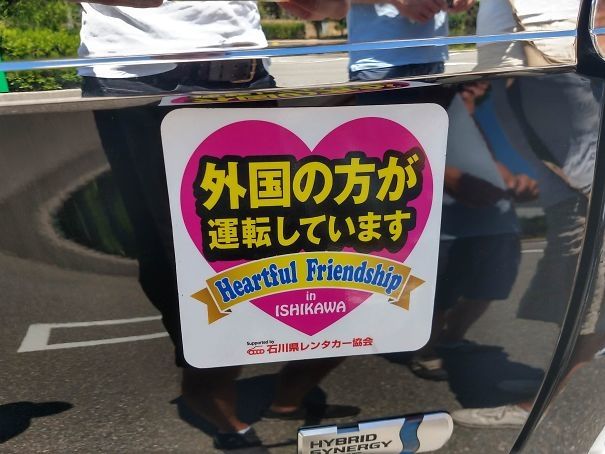 外国の方が
運転しています
Heartful Friendship
in
ISHIKAWA
Supported by
石川県レンタカー協会
HYBRID
SYNERGY